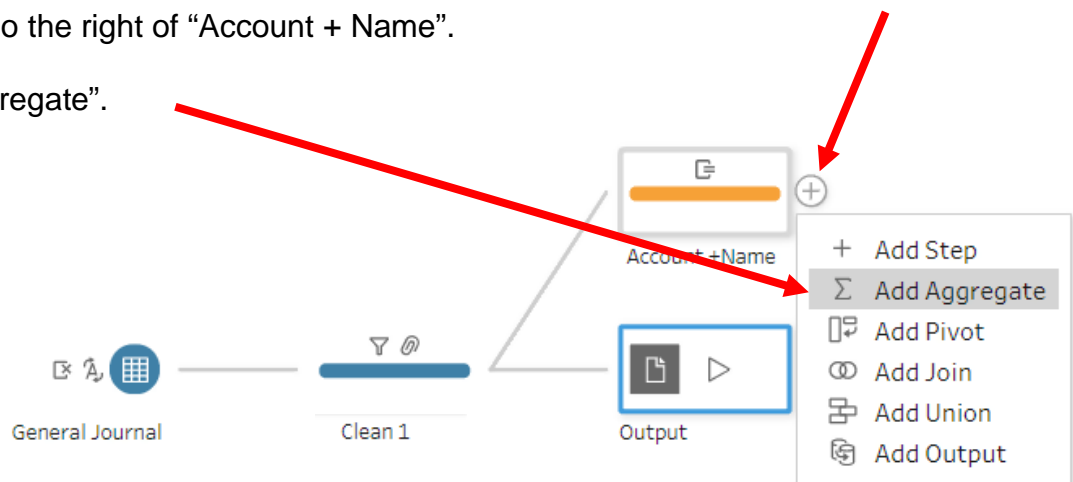 o the right of “Account + Name”.
regate”.
Account +Name
Add Step
Add Aggregate
Add Pivot
Add Join
Add Union
Add Output
General Journal
Clean 1
Output